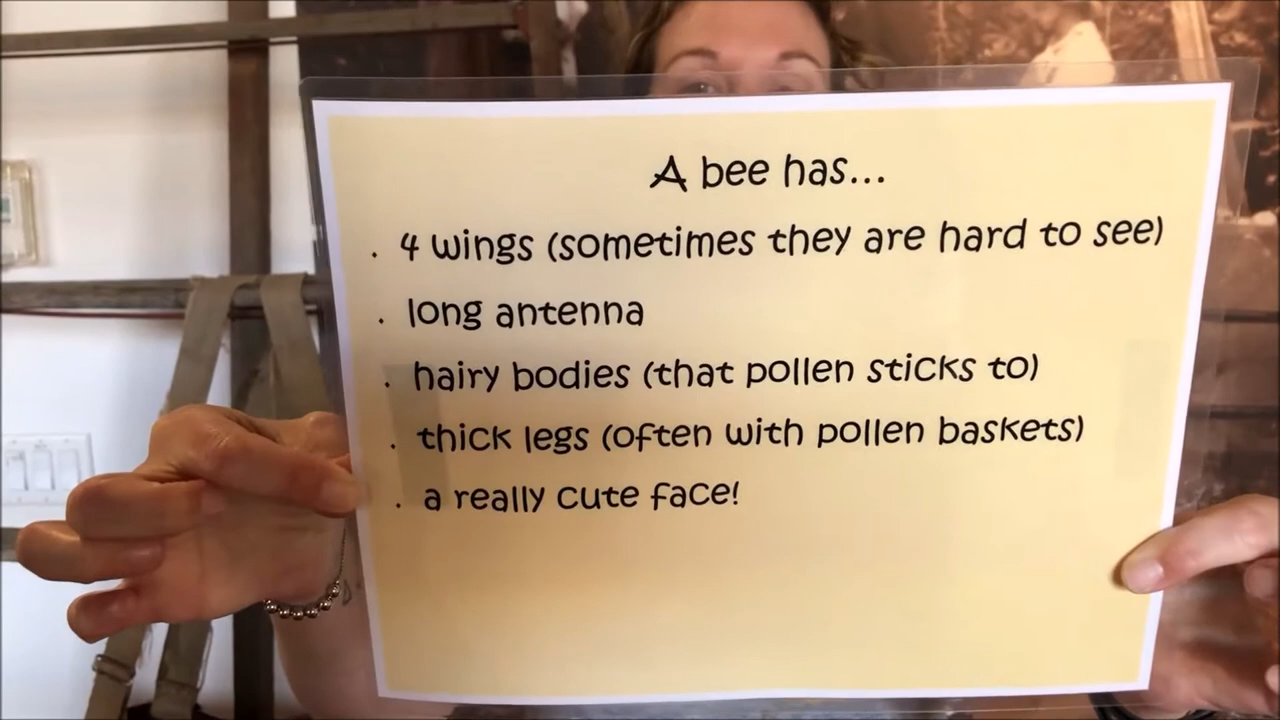 A bee has...
. 4 wings (sometimes they are hard to see)
. long antenna
. hairy bodies (that pollen sticks to)
. thick legs (often with pollen baskets)
. a really cute face!